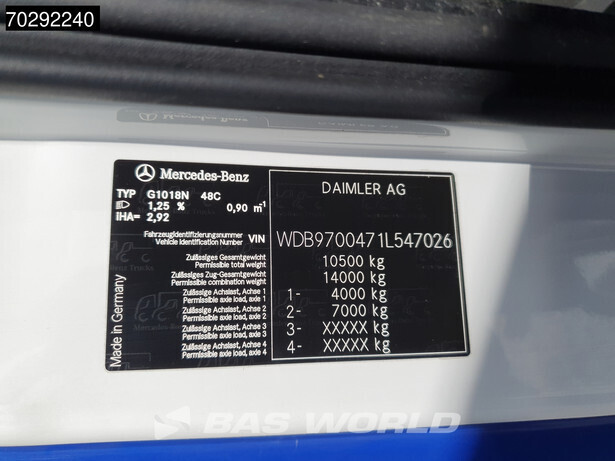 70292240
Mercedes-Benz
Mercedes-Benz
TYP G1018N 48C
1,25 % 0,90 m⁻¹
IHA= 2,92
DAIMLER AG
Fahrzeugidentifizierungsnummer
Vehicle Identification Number VIN WDB9700471L547026
Zulässiges Gesamtgewicht
Permissible total weight 10500 kg
Zulässiges Zug-Gesamtgewicht
Permissible combination weight 14000 kg
Zulässige Achslast, Achse 1
Permissible axle load, axle 1 1- 4000 kg
Zulässige Achslast, Achse 2
Permissible axle load, axle 2 2- 7000 kg
Zulässige Achslast, Achse 3
Permissible axle load, axle 3 3- XXXXX kg
Zulässige Achslast, Achse 4
Permissible axle load, axle 4 4- XXXXX kg
Made in Germany
BAS WORLD